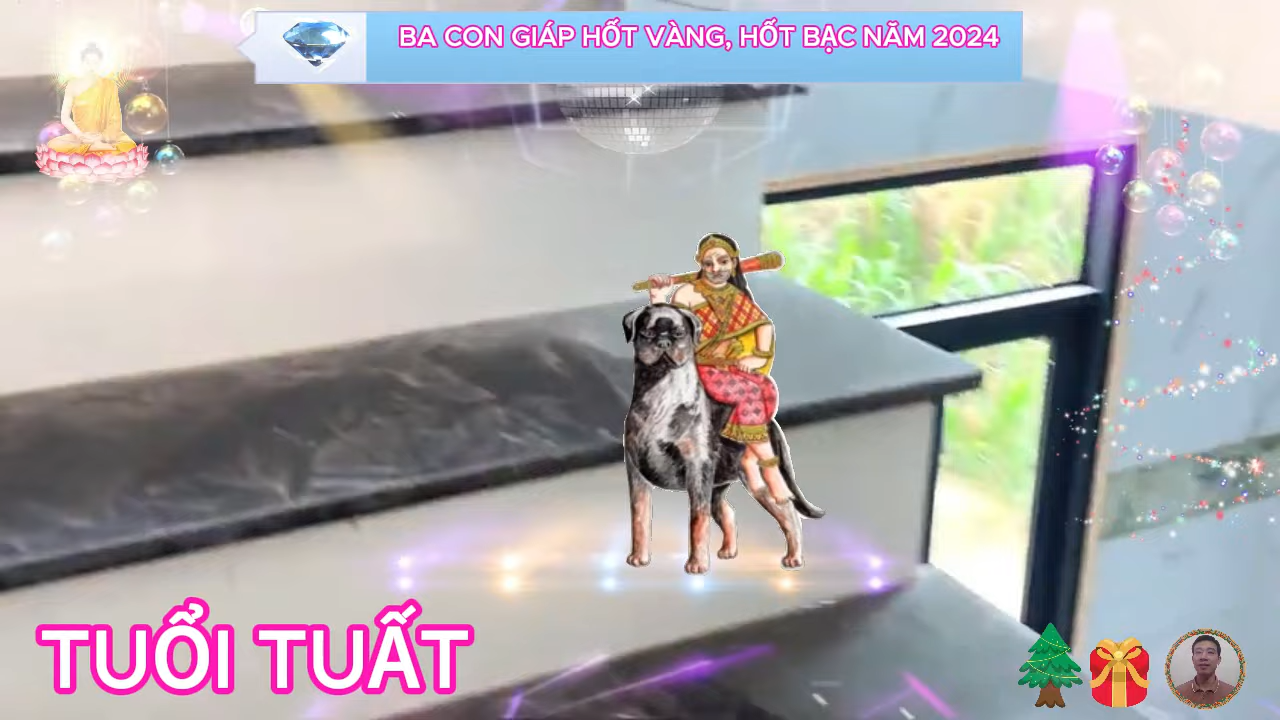 BA CON GIÁP HỐT VÀNG, HỐT BẠC NĂM 2024
TUỔI TUẤT